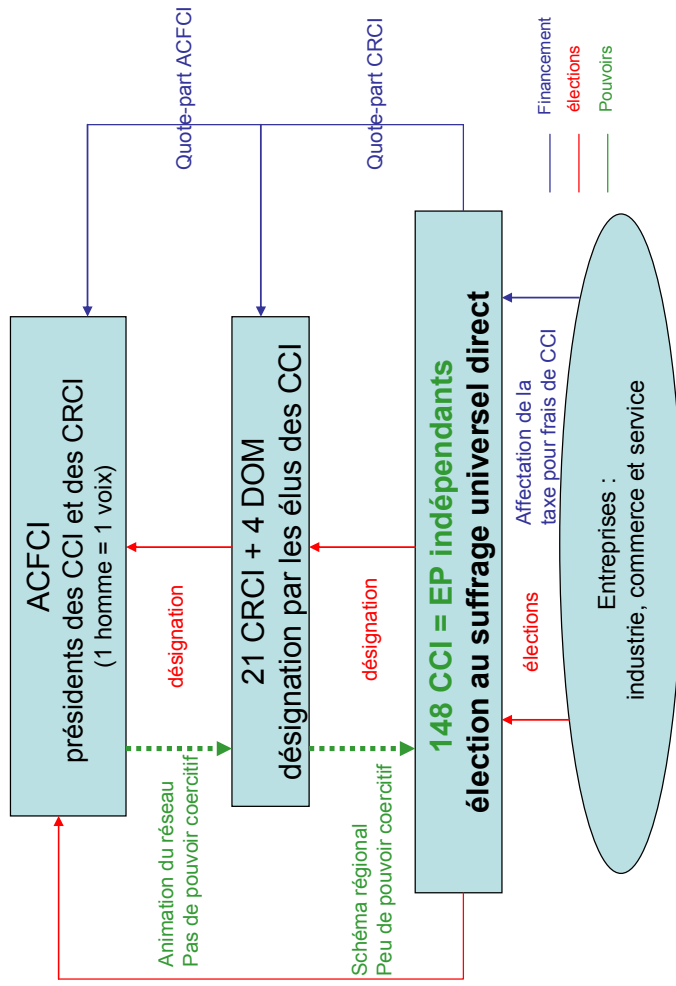 ACFCI
présidents des CCI et des CRCI
(1 homme = 1 voix)
Quote-part ACFCI
désignation
Animation du réseau
Pas de pouvoir coercitif
21 CRCI + 4 DOM
désignation par les élus des CCI
Quote-part CRCI
désignation
Schéma régional
Peu de pouvoir coercitif
148 CCI = EP indépendants
élection au suffrage universel direct
élections
Affectation de la
taxe pour frais de CCI
Entreprises :
industrie, commerce et service
Financement
élections
Pouvoirs